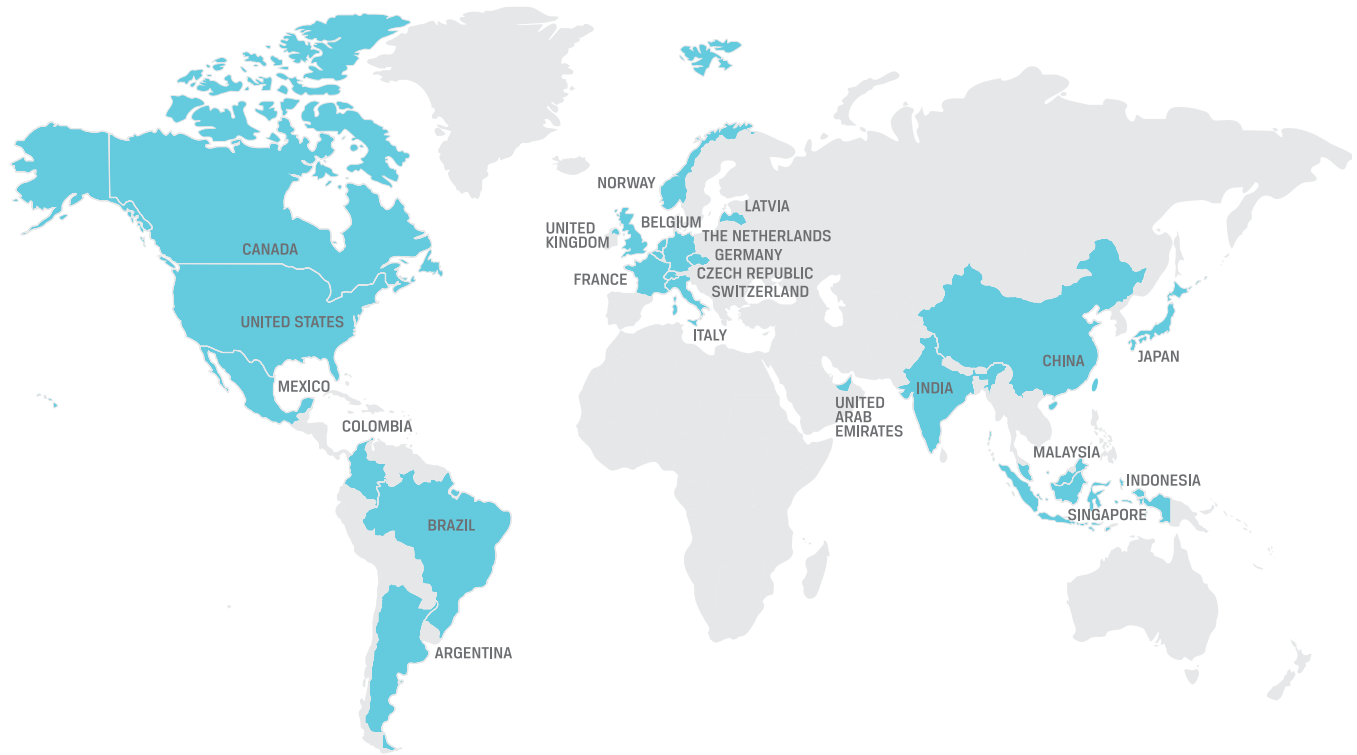 NORWAY
LATVIA
BELGIUM
UNITED
KINGDOM
THE NETHERLANDS
CANADA
GERMANY
CZECH REPUBLIC
FRANCE
SWITZERLAND
UNITED STATES
ITALY
CHINA
JAPAN
MEXICO
INDIA
UNITED
ARAB
EMIRATES
COLOMBIA
MALAYSIA
INDONESIA
SINGAPORE
BRAZIL
ARGENTINA